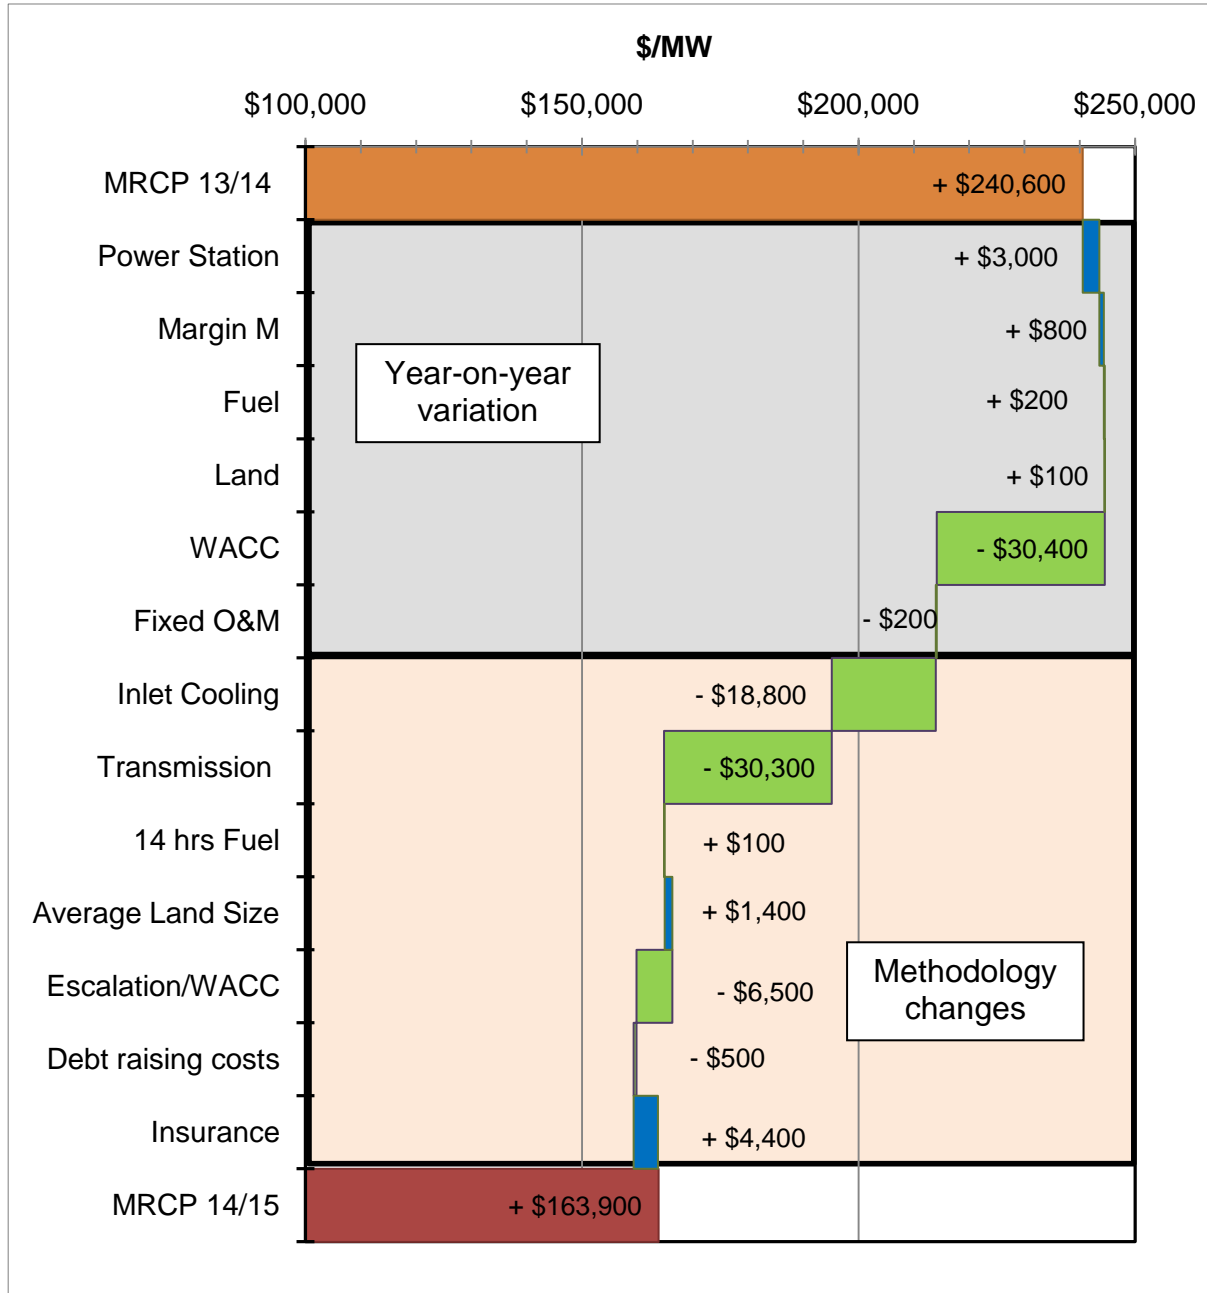 $/MW
$100,000 $150,000 $200,000 $250,000
MRCP 13/14 + $240,600
Power Station + $3,000
Margin M + $800
Year-on-year
variation
Fuel + $200
Land + $100
WACC - $30,400
Fixed O&M - $200
Inlet Cooling - $18,800
Transmission - $30,300
14 hrs Fuel + $100
Average Land Size + $1,400
Methodology
changes
Escalation/WACC - $6,500
Debt raising costs - $500
Insurance + $4,400
MRCP 14/15 + $163,900